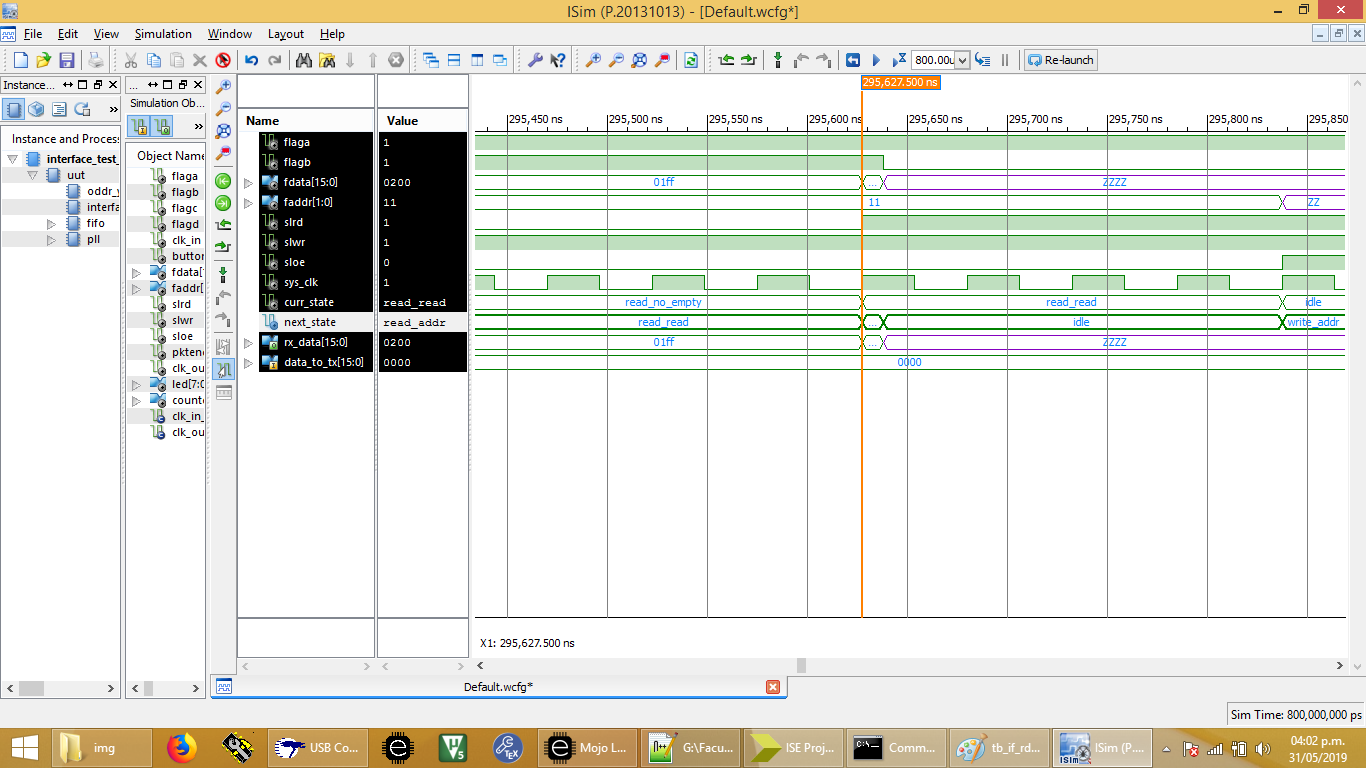 ISim (P.20131013) - [Default.wcfg*]
File Edit View Simulation Window Layout Help
800.00u
Re-launch
Instance...
...
Simulation Ob...
»
»
Instance and Process
Object Name
interface_test_
uut
oddr_y
interfa
fifo
pll
flaga
flagb
flagc
flagd
clk_in
button
fdata[1
faddr[
slrd
slwr
sloe
pktend
clk_ou
led[7:0
counte
clk_in_
clk_ou
Name Value
flaga 1
flagb 1
fdata[15:0] 0200
faddr[1:0] 11
slrd 1
slwr 1
sloe 0
sys_clk 1
curr_state read_read
next_state read_addr
rx_data[15:0] 0200
data_to_tx[15:0] 0000
295,627.500 ns
295,450 ns 295,500 ns 295,550 ns 295,600 ns 295,650 ns 295,700 ns 295,750 ns 295,800 ns 295,850
01ff ... ZZZZ
11 ZZ
read_no_empty read_read idle
read_read ... idle write_addr
01ff ... ZZZZ
0000
X1: 295,627.500 ns
Default.wcfg*
Sim Time: 800,000,000 ps
img
USB Co...
Mojo L...
G:\Facu...
ISE Proj...
Comm...
tb_if_rd...
ISim (P....
04:02 p.m.
31/05/2019